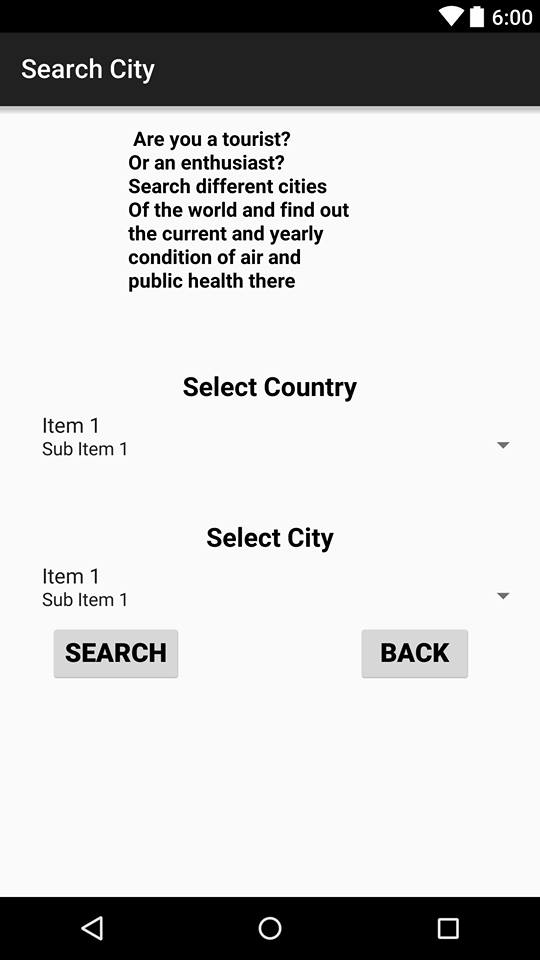 6:00
Search City
Are you a tourist?
Or an enthusiast?
Search different cities
Of the world and find out
the current and yearly
condition of air and
public health there
Select Country
Item 1
Sub Item 1
Select City
Item 1
Sub Item 1
SEARCH
BACK